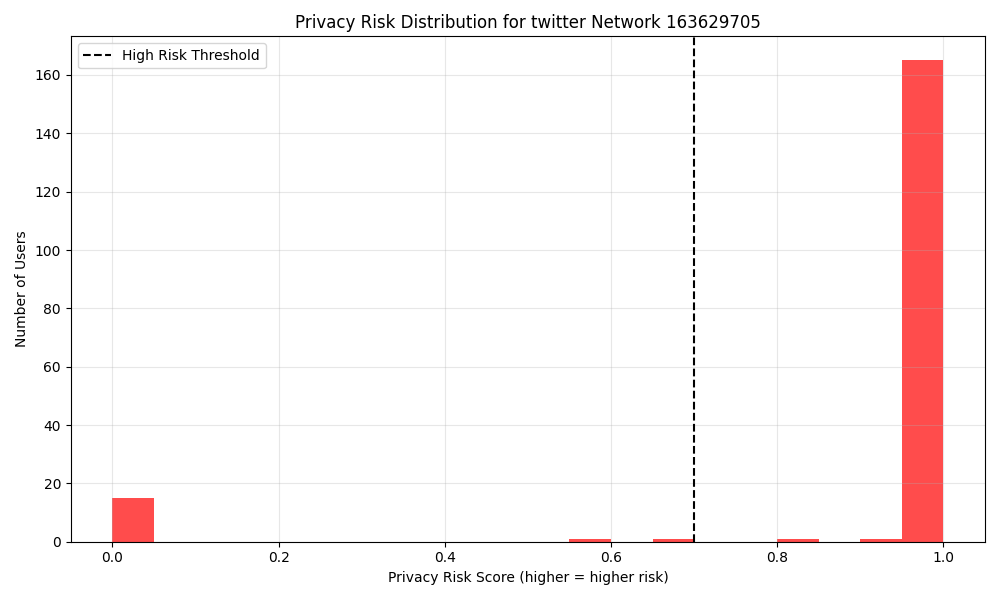 Privacy Risk Distribution for twitter Network 163629705
High Risk Threshold
160
140
120
100
80
60
40
20
0
Number of Users
0.0 0.2 0.4 0.6 0.8 1.0
Privacy Risk Score (higher = higher risk)